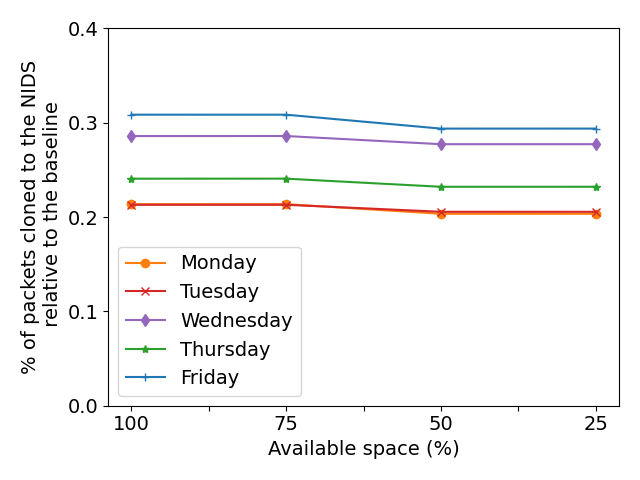 % of packets cloned to the NIDS
relative to the baseline
0.4
0.3
0.2
0.1
0.0
Monday
Tuesday
Wednesday
Thursday
Friday
100 75 50 25
Available space (%)